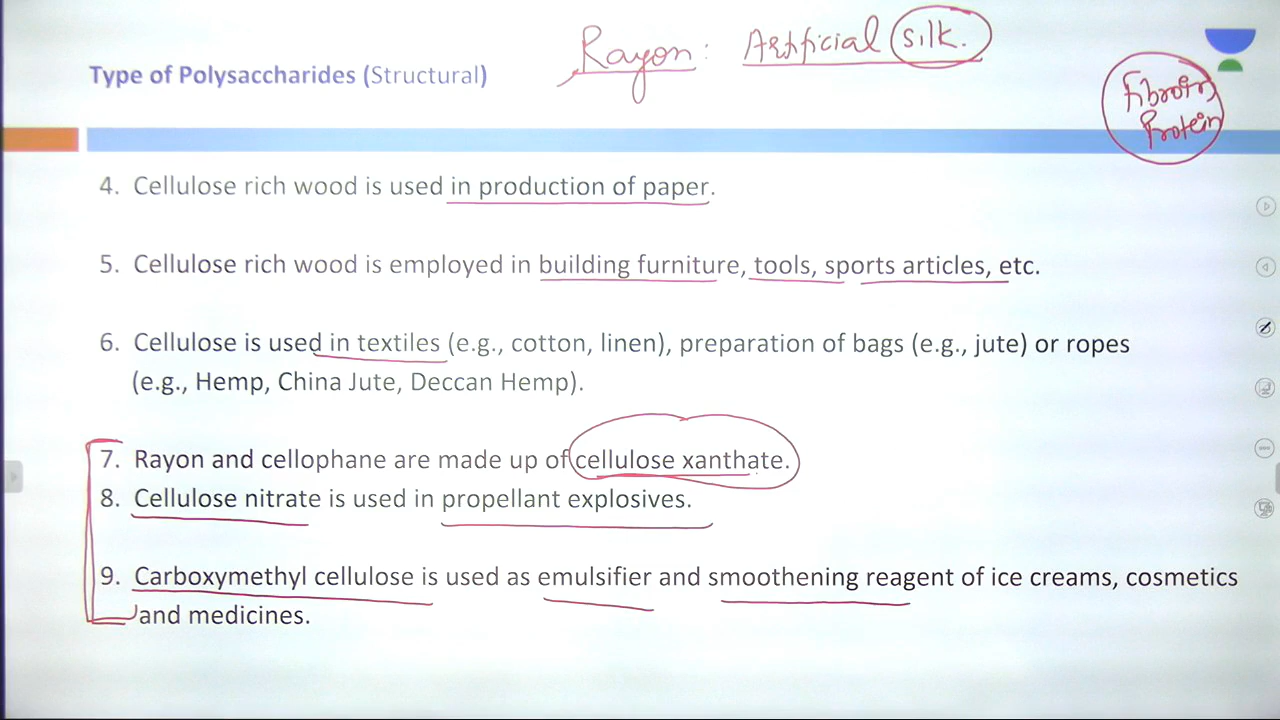 Rayon: Artificial silk.
Type of Polysaccharides (Structural)
Fibroin
Protein
4. Cellulose rich wood is used in production of paper.
5. Cellulose rich wood is employed in building furniture, tools, sports articles, etc.
6. Cellulose is used in textiles (e.g., cotton, linen), preparation of bags (e.g., jute) or ropes
(e.g., Hemp, China Jute, Deccan Hemp).
7. Rayon and cellophane are made up of cellulose xanthate.
8. Cellulose nitrate is used in propellant explosives.
9. Carboxymethyl cellulose is used as emulsifier and smoothening reagent of ice creams, cosmetics
and medicines.